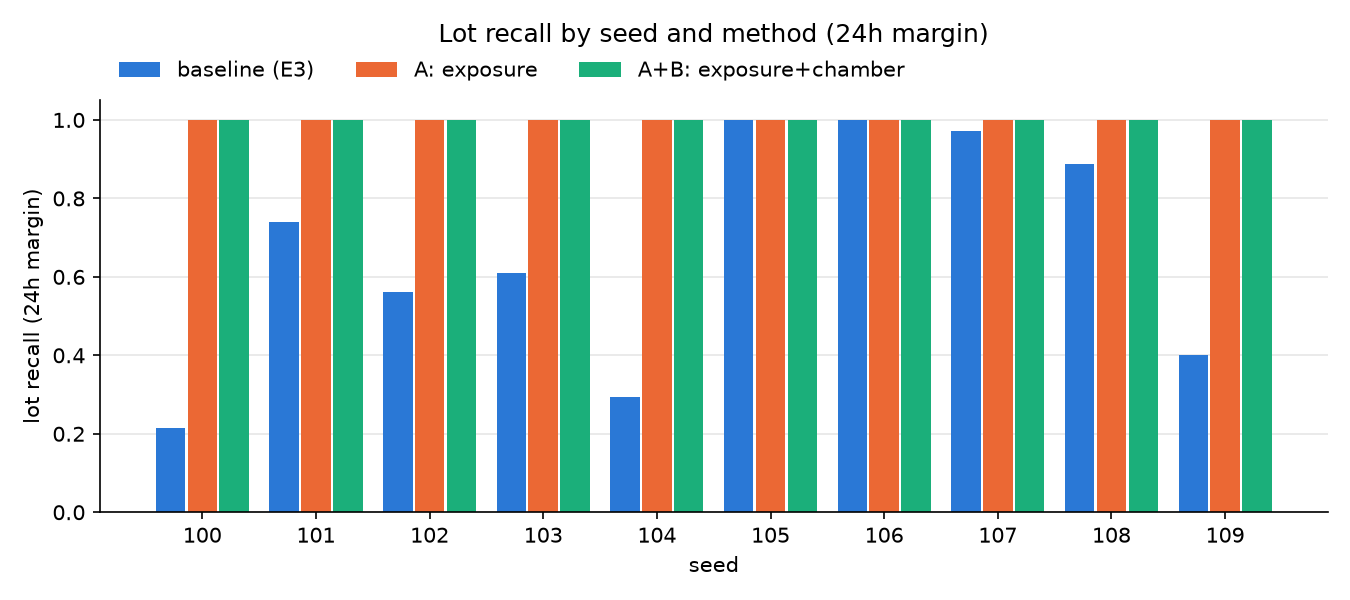 Lot recall by seed and method (24h margin)
baseline (E3) A: exposure A+B: exposure+chamber
lot recall (24h margin)
1.0
0.8
0.6
0.4
0.2
0.0
100 101 102 103 104 105 106 107 108 109
seed